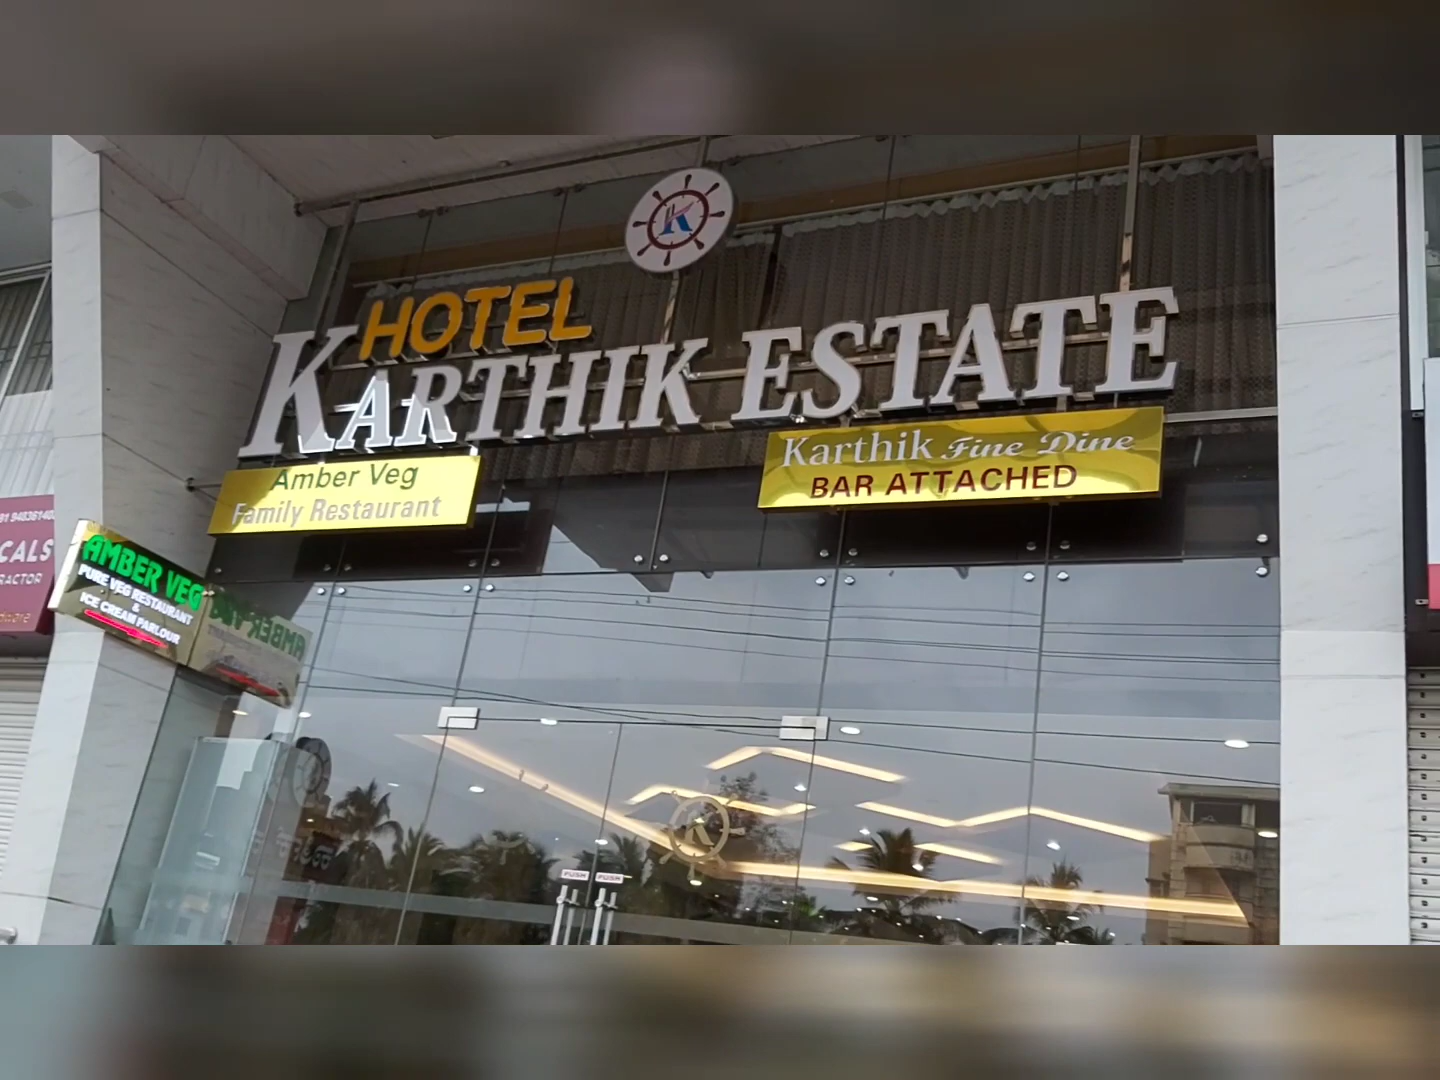 K
HOTEL
KARTHIK ESTATE
Amber Veg
Family Restaurant
Karthik Fine Dine
BAR ATTACHED
AMBER VEG
PURE VEG RESTAURANT
&
ICE CREAM PARLOUR
CALS
RACTOR
PUSH
PUSH